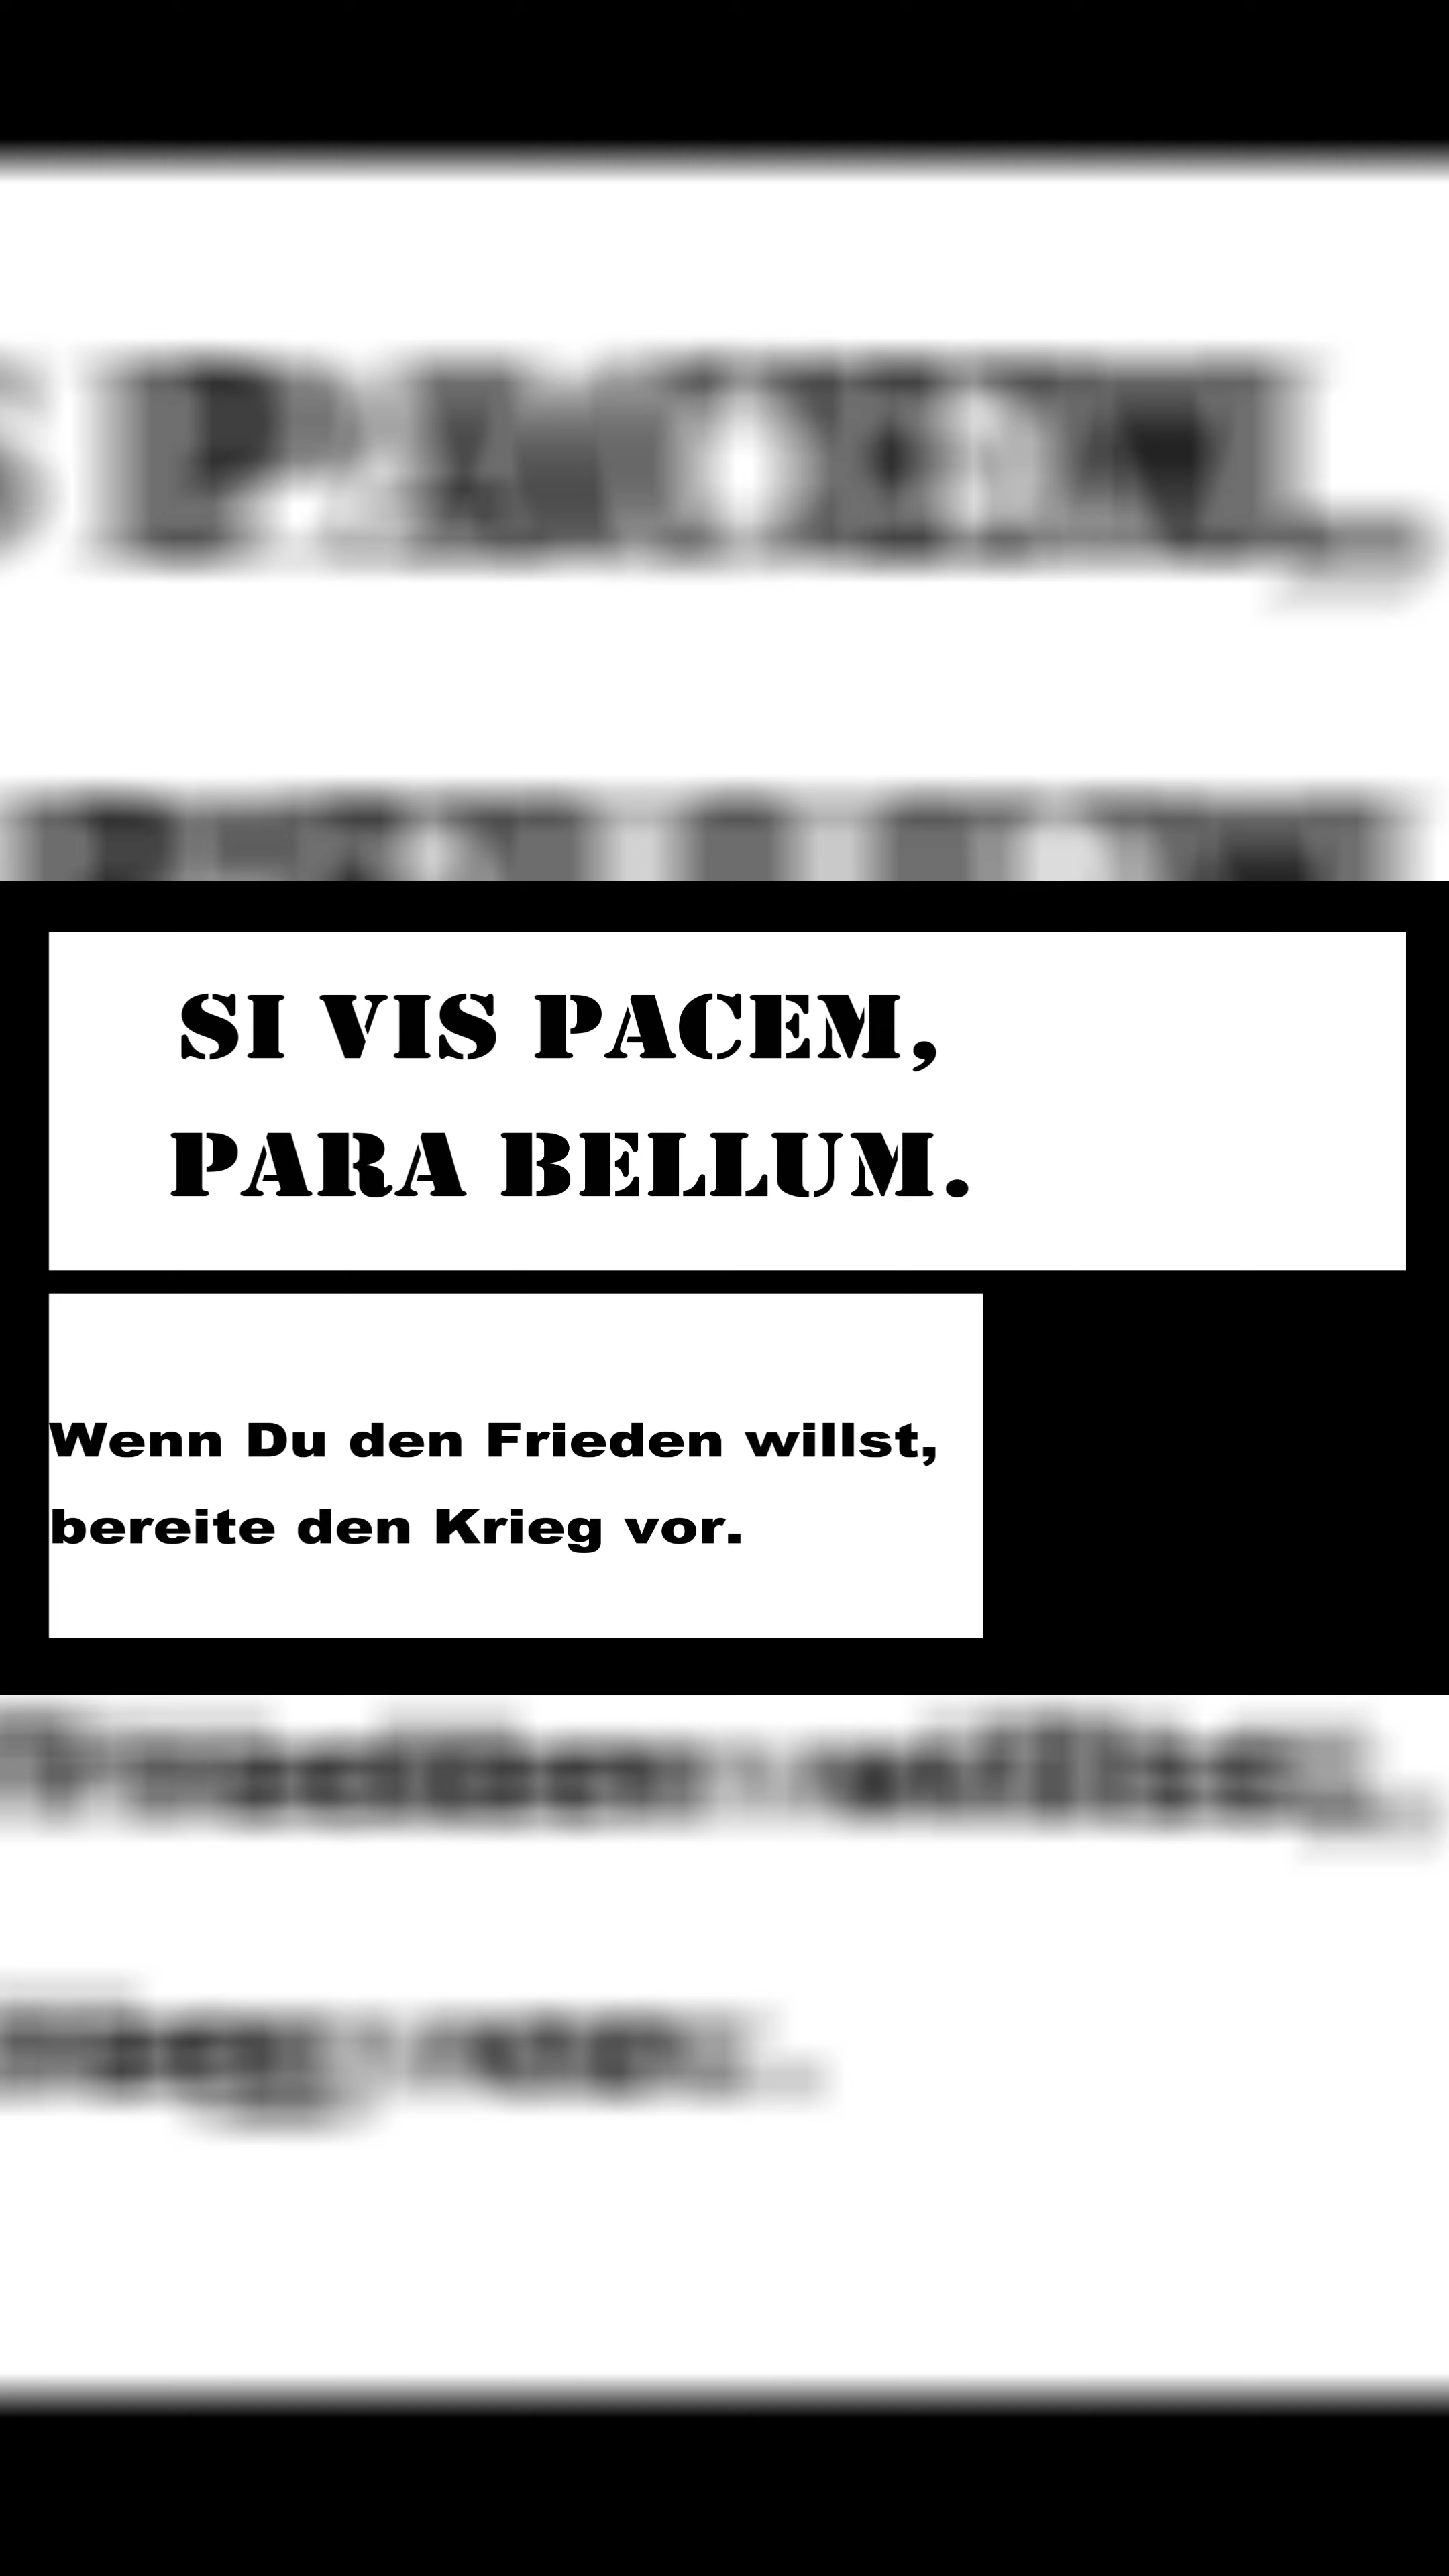 SI VIS PACEM,
PARA BELLUM.
Wenn Du den Frieden willst,
bereite den Krieg vor.